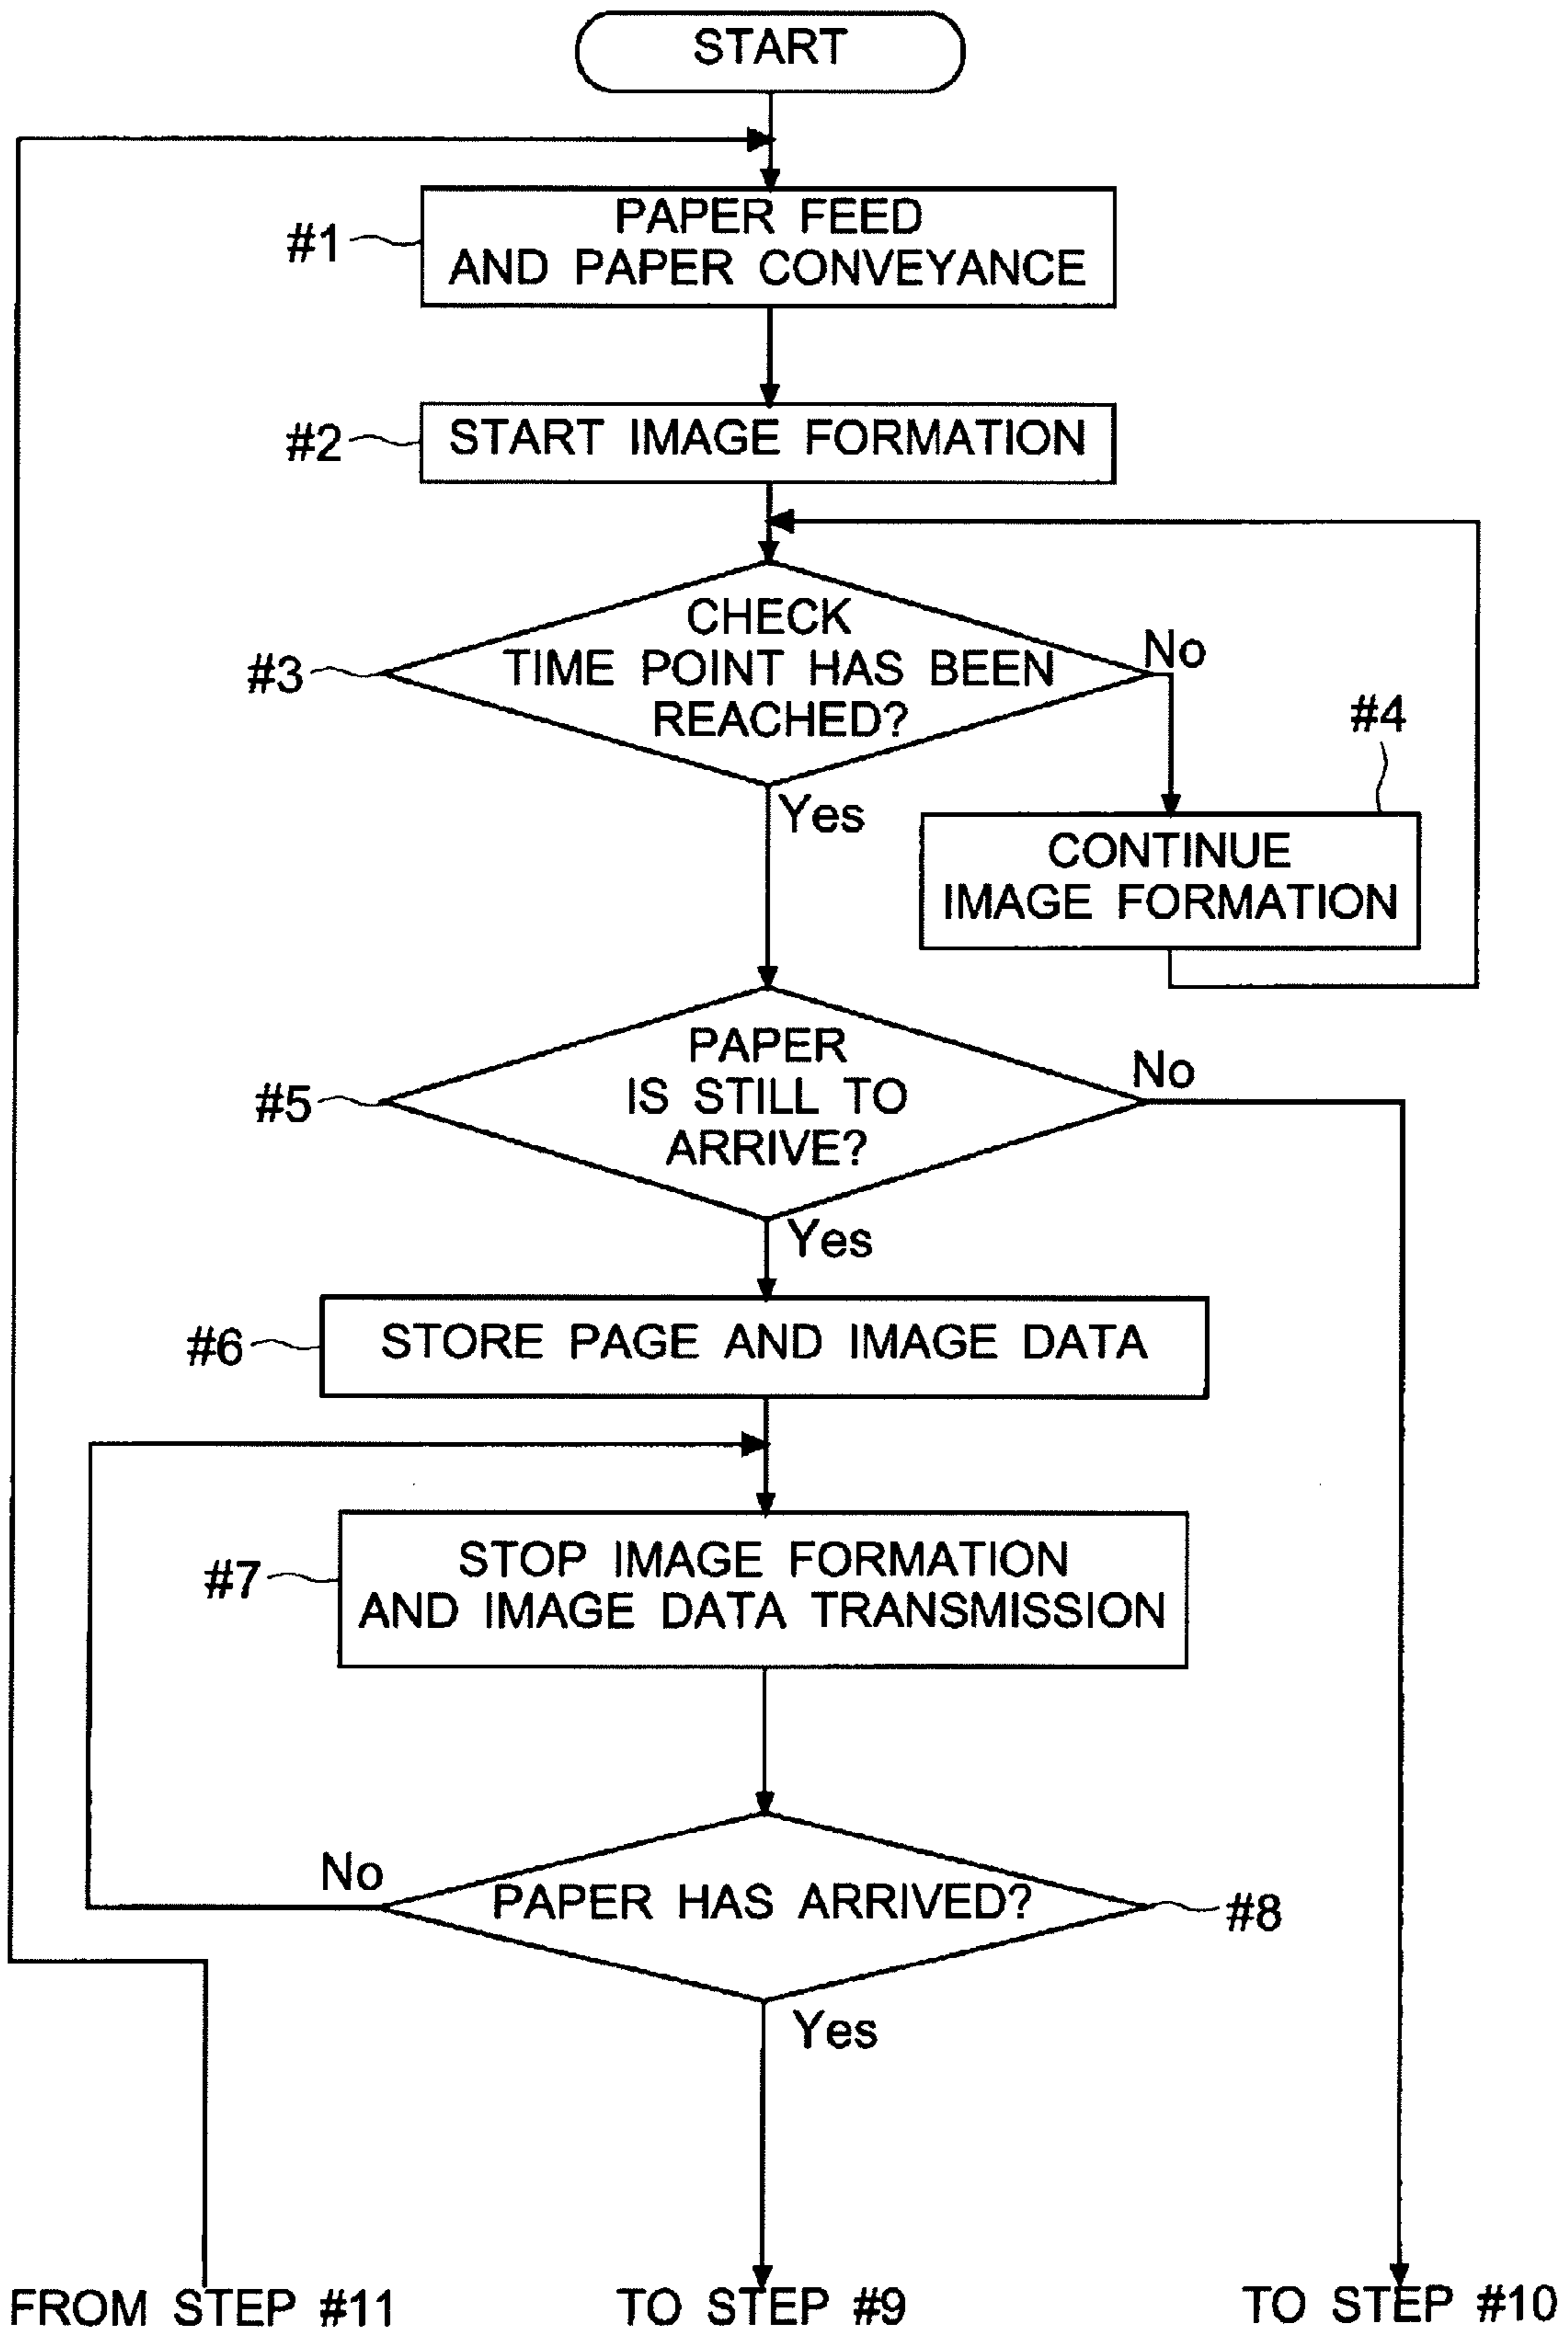 START
#1
PAPER FEED
AND PAPER CONVEYANCE
#2
START IMAGE FORMATION
#3
CHECK
TIME POINT HAS BEEN
REACHED?
No
#4
Yes
CONTINUE
IMAGE FORMATION
#5
PAPER
IS STILL TO
ARRIVE?
No
Yes
#6
STORE PAGE AND IMAGE DATA
#7
STOP IMAGE FORMATION
AND IMAGE DATA TRANSMISSION
No
PAPER HAS ARRIVED?
#8
Yes
FROM STEP #11
TO STEP #9
TO STEP #10